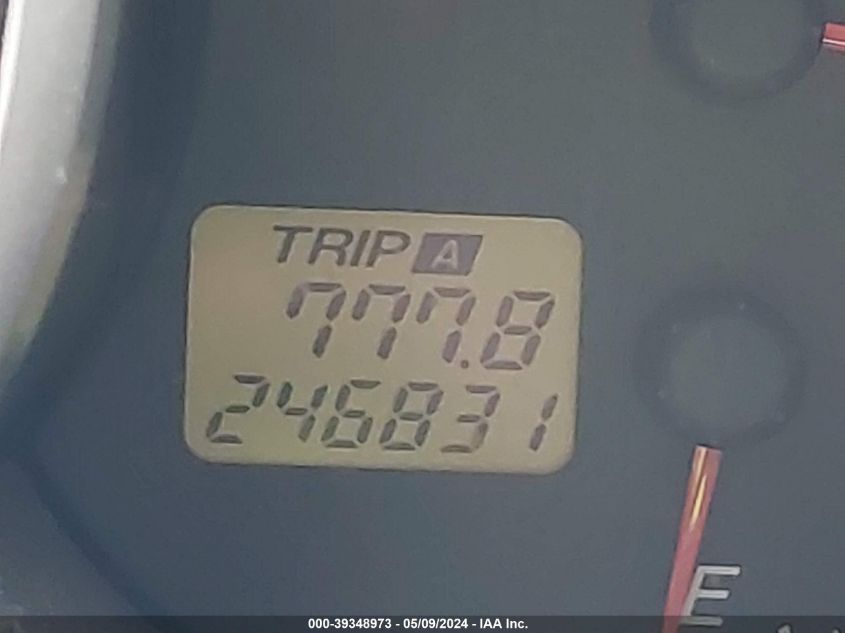 TRIP A
777.8
246831
E
000-39348973 - 05/09/2024 - IAA Inc.